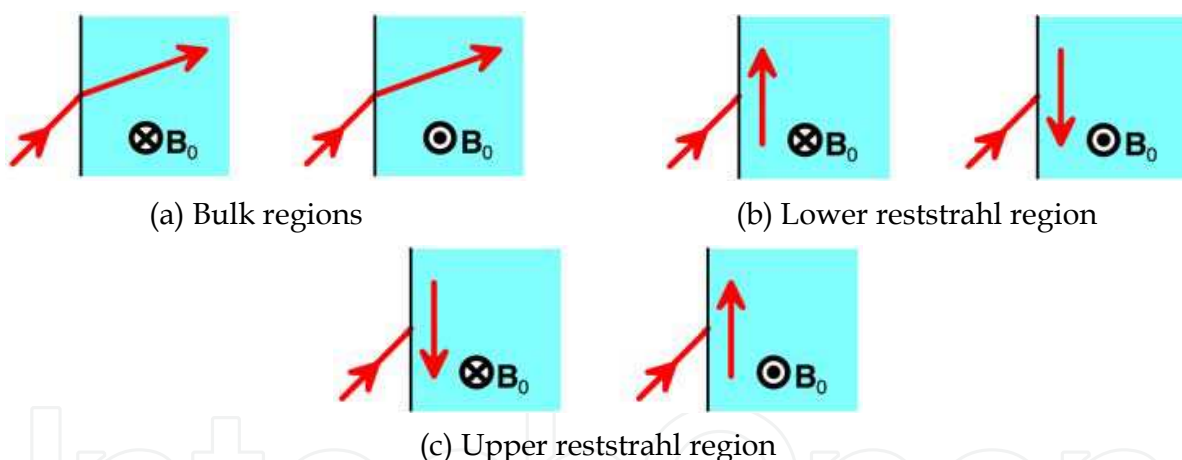 B₀ B₀ B₀ B₀
(a) Bulk regions (b) Lower reststrahl region
B₀ B₀
(c) Upper reststrahl region